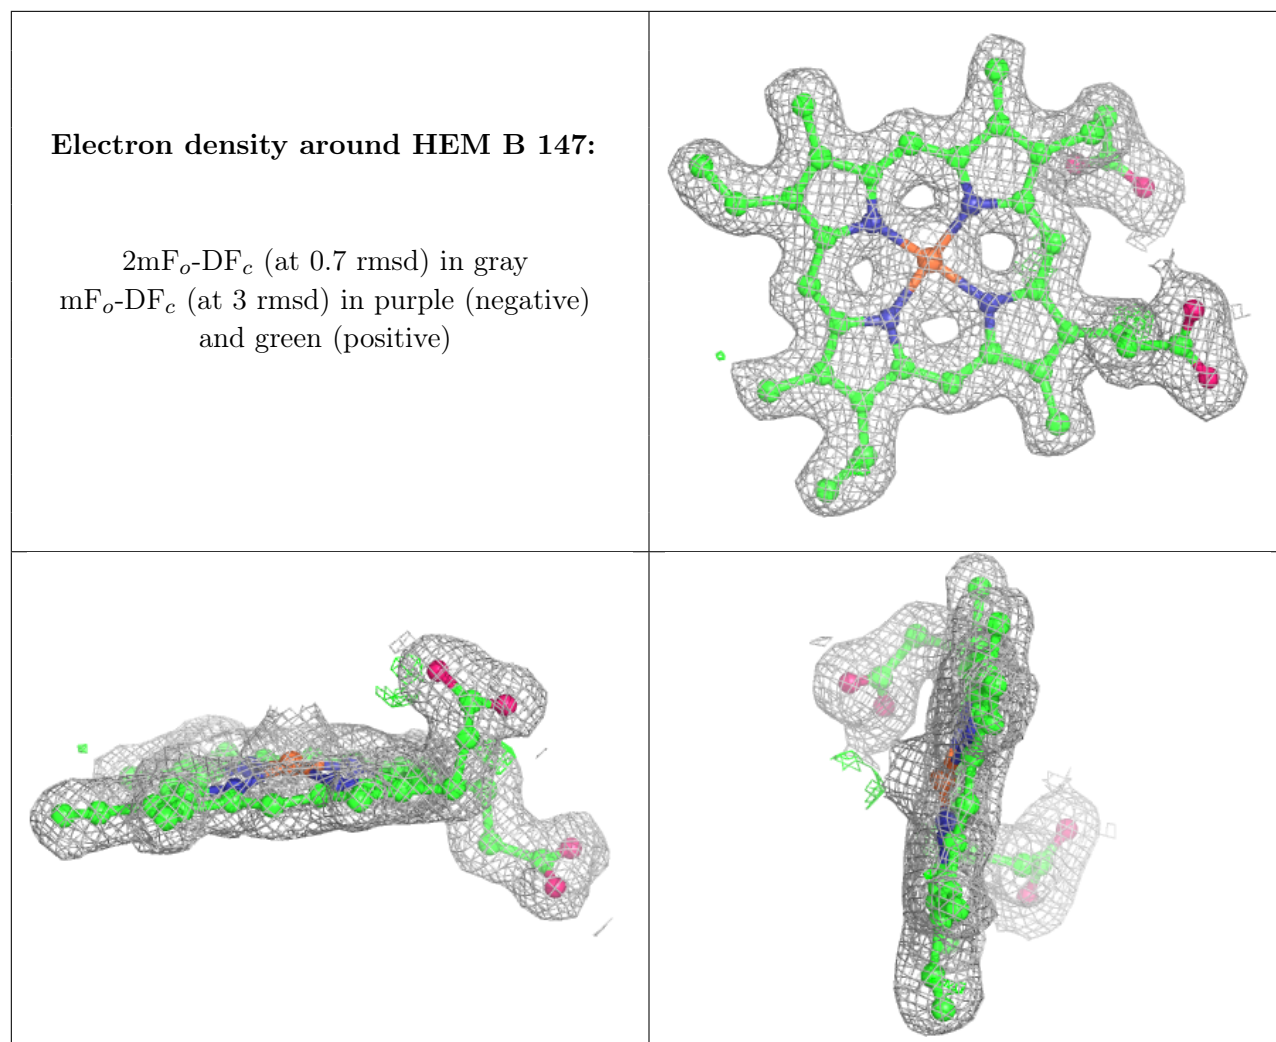 Electron density around HEM B 147:
2mFₒ-DF𝒸 (at 0.7 rmsd) in gray
mFₒ-DF𝒸 (at 3 rmsd) in purple (negative)
and green (positive)